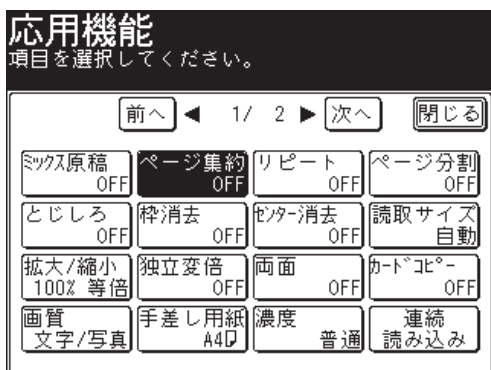 応用機能
項目を選択してください。
前へ ◀ 1/ 2 ▶ 次へ 閉じる
ミックス原稿 OFF
ページ集約 OFF
リピート OFF
ページ分割 OFF
とじしろ OFF
枠消去 OFF
センター消去 OFF
読取サイズ 自動
拡大/縮小 100% 等倍
独立変倍 OFF
両面 OFF
カードコピー OFF
画質 文字/写真
手差し用紙 A4
濃度 普通
連続 読み込み